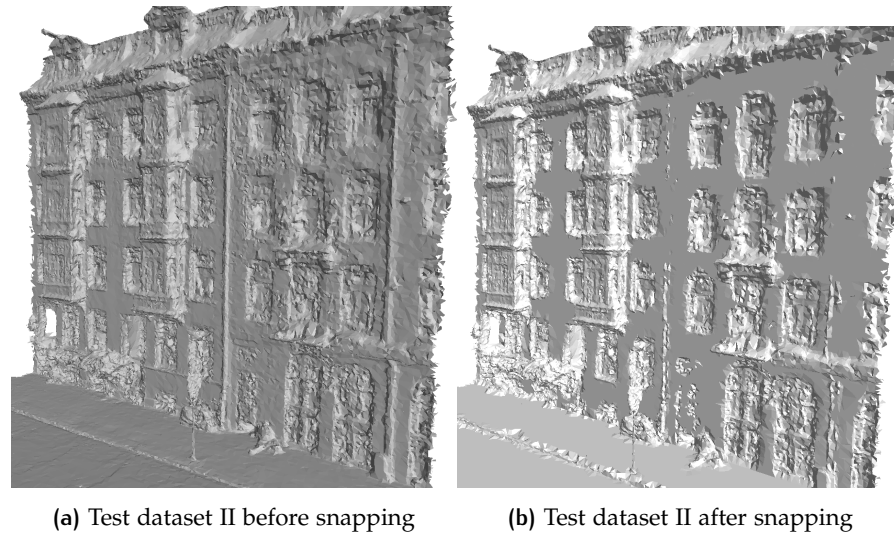 (a) Test dataset II before snapping
(b) Test dataset II after snapping